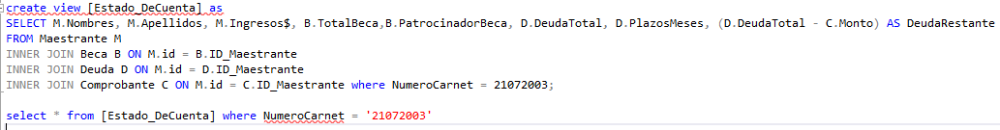 create view [Estado_DeCuenta] as
SELECT M.Nombres, M.Apellidos, M.Ingresos$, B.TotalBeca,B.PatrocinadorBeca, D.DeudaTotal, D.PlazosMeses, (D.DeudaTotal - C.Monto) AS DeudaRestante
FROM Maestrante M
INNER JOIN Beca B ON M.id = B.ID_Maestrante
INNER JOIN Deuda D ON M.id = D.ID_Maestrante
INNER JOIN Comprobante C ON M.id = C.ID_Maestrante where NumeroCarnet = 21072003;
select * from [Estado_DeCuenta] where NumeroCarnet = '21072003'